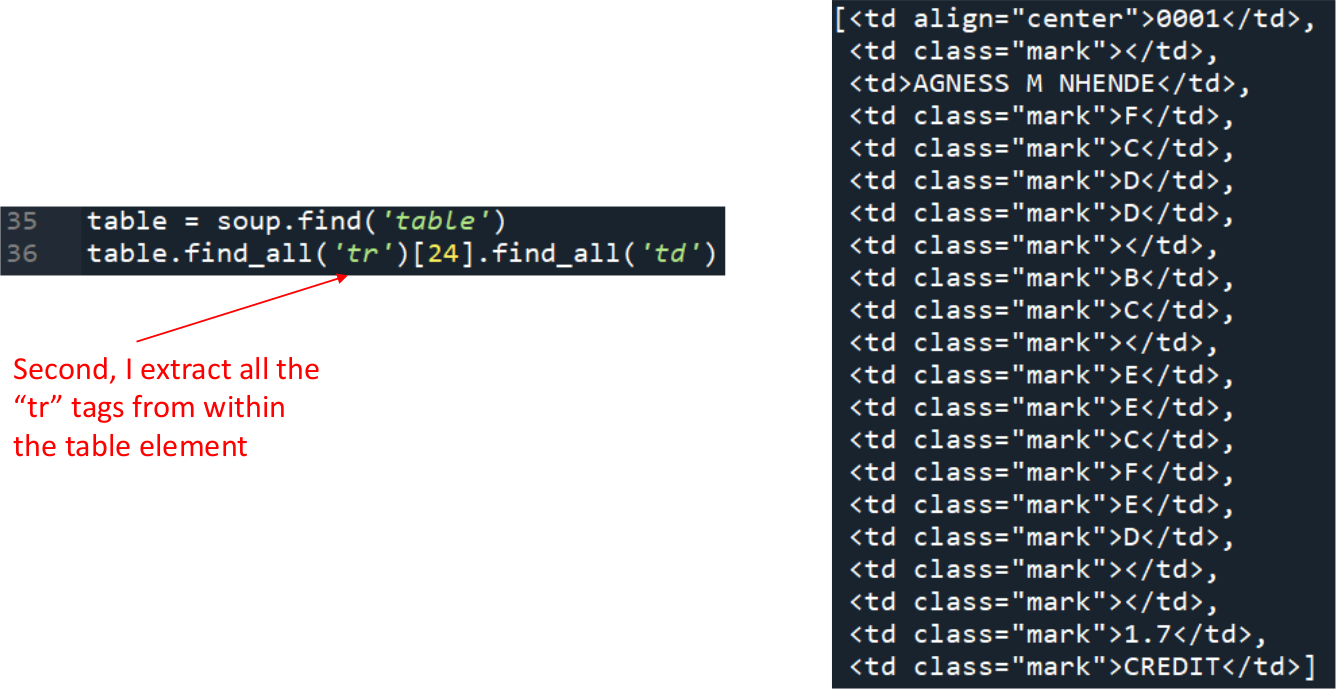 35 table = soup.find('table')
36 table.find_all('tr')[24].find_all('td')
Second, I extract all the
“tr” tags from within
the table element
[<td align="center">0001</td>,
<td class="mark"></td>,
<td>AGNESS M NHENDE</td>,
<td class="mark">F</td>,
<td class="mark">C</td>,
<td class="mark">D</td>,
<td class="mark">D</td>,
<td class="mark"></td>,
<td class="mark">B</td>,
<td class="mark">C</td>,
<td class="mark"></td>,
<td class="mark">E</td>,
<td class="mark">E</td>,
<td class="mark">C</td>,
<td class="mark">F</td>,
<td class="mark">E</td>,
<td class="mark">D</td>,
<td class="mark"></td>,
<td class="mark"></td>,
<td class="mark">1.7</td>,
<td class="mark">CREDIT</td>]